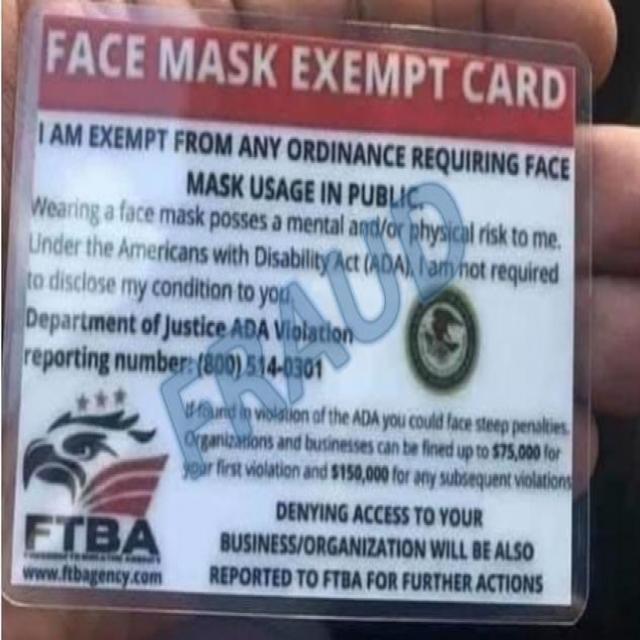 FACE MASK EXEMPT CARD
I AM EXEMPT FROM ANY ORDINANCE REQUIRING FACE
MASK USAGE IN PUBLIC.
Wearing a face mask posses a mental and/or physical risk to me.
Under the Americans with Disability Act (ADA), I am not required
to disclose my condition to you.
Department of Justice ADA Violation
reporting number: (800) 514-0301
FRAUD
If found in violation of the ADA you could face steep penalties.
Organizations and businesses can be fined up to $75,000 for
your first violation and $150,000 for any subsequent violations
DENYING ACCESS TO YOUR
BUSINESS/ORGANIZATION WILL BE ALSO
REPORTED TO FTBA FOR FURTHER ACTIONS
FTBA
www.ftbagency.com